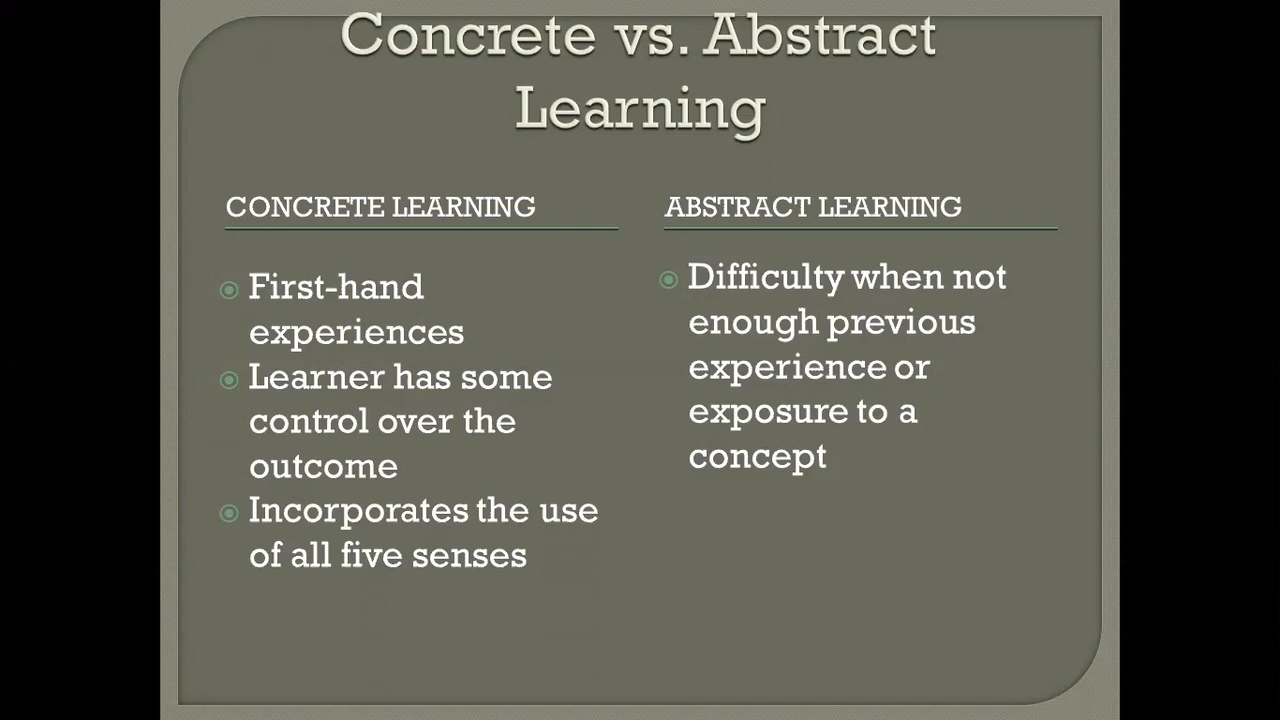 Concrete vs. Abstract
Learning
CONCRETE LEARNING
First-hand
experiences
Learner has some
control over the
outcome
Incorporates the use
of all five senses
ABSTRACT LEARNING
Difficulty when not
enough previous
experience or
exposure to a
concept